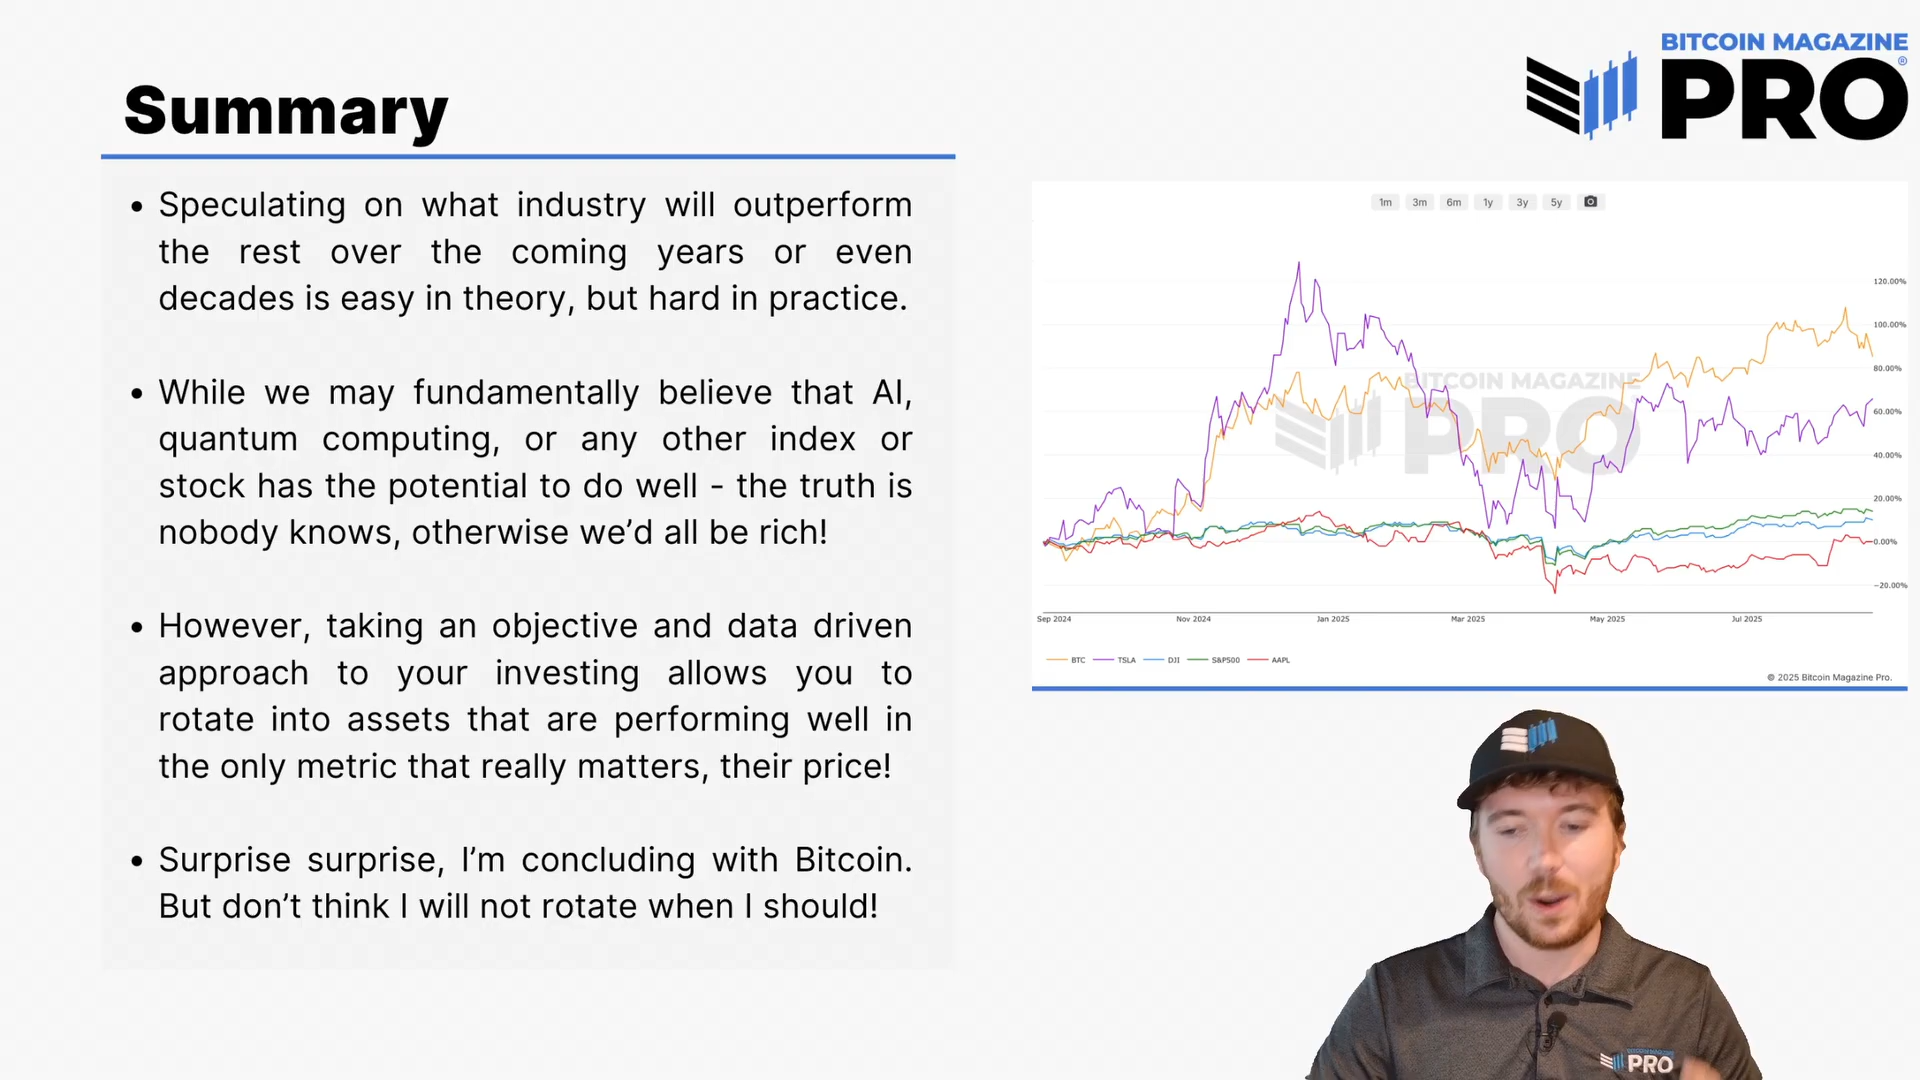 BITCOIN MAGAZINE
PRO®
Summary
• Speculating on what industry will outperform
the rest over the coming years or even
decades is easy in theory, but hard in practice.
• While we may fundamentally believe that AI,
quantum computing, or any other index or
stock has the potential to do well - the truth is
nobody knows, otherwise we’d all be rich!
• However, taking an objective and data driven
approach to your investing allows you to
rotate into assets that are performing well in
the only metric that really matters, their price!
• Surprise surprise, I’m concluding with Bitcoin.
But don’t think I will not rotate when I should!
1m 3m 6m 1y 3y 5y
120.00%
100.00%
80.00%
60.00%
40.00%
20.00%
0.00%
−20.00%
BITCOIN MAGAZINE
PRO
Sep 2024 Nov 2024 Jan 2025 Mar 2025 May 2025 Jul 2025
BTC TSLA DJI S&P500 AAPL
© 2025 Bitcoin Magazine Pro.
BITCOIN MAGAZINE
PRO